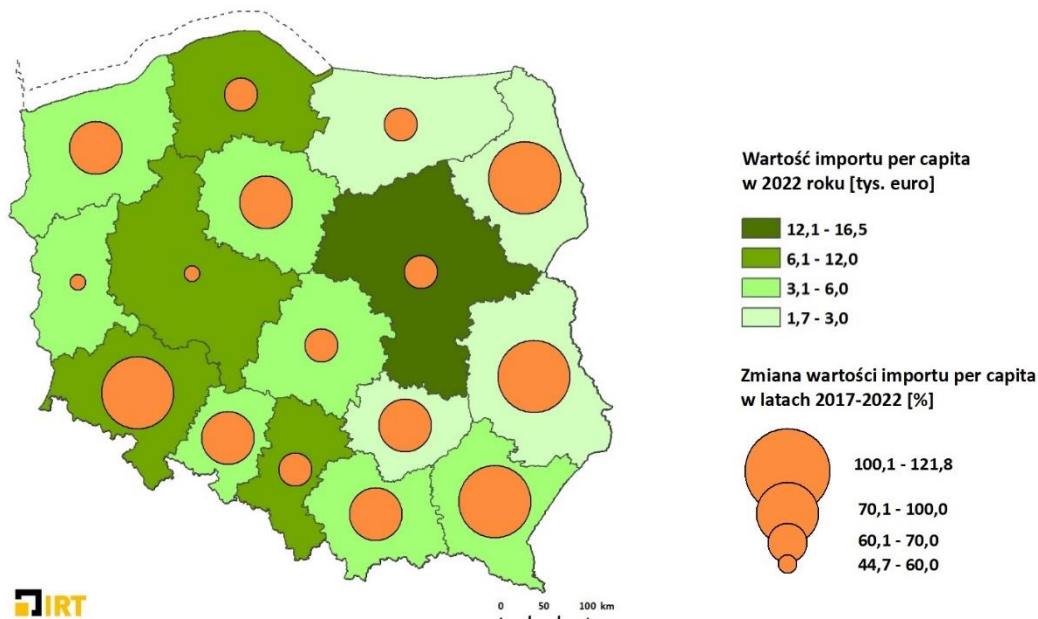 Wartość importu per capita
w 2022 roku [tys. euro]
12,1 - 16,5
6,1 - 12,0
3,1 - 6,0
1,7 - 3,0
Zmiana wartości importu per capita
w latach 2017-2022 [%]
100,1 - 121,8
70,1 - 100,0
60,1 - 70,0
44,7 - 60,0
IRT
0 50 100 km